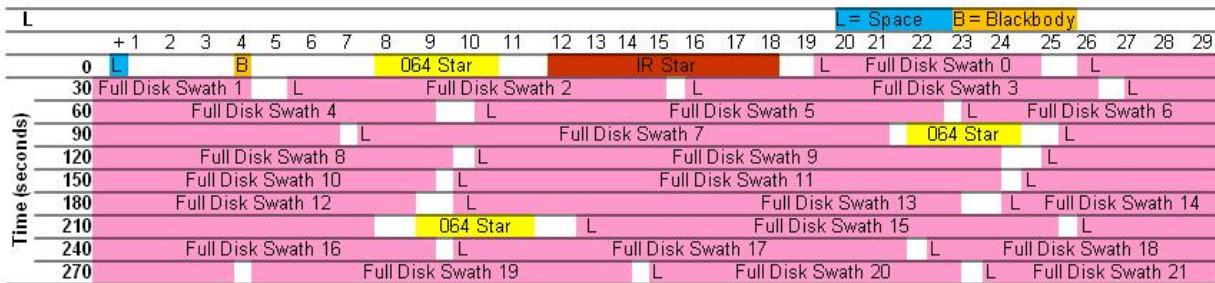 L L = Space B = Blackbody
+ 1 2 3 4 5 6 7 8 9 10 11 12 13 14 15 16 17 18 19 20 21 22 23 24 25 26 27 28 29
0 L B 064 Star IR Star L Full Disk Swath 0 L
30 Full Disk Swath 1 L Full Disk Swath 2 L Full Disk Swath 3 L
60 Full Disk Swath 4 L Full Disk Swath 5 L Full Disk Swath 6
90 L Full Disk Swath 7 064 Star L
120 Full Disk Swath 8 L Full Disk Swath 9 L
150 Full Disk Swath 10 L Full Disk Swath 11 L
180 Full Disk Swath 12 L Full Disk Swath 13 L Full Disk Swath 14
210 064 Star L Full Disk Swath 15 L
240 Full Disk Swath 16 L Full Disk Swath 17 L Full Disk Swath 18
270 Full Disk Swath 19 L Full Disk Swath 20 L Full Disk Swath 21
Time (seconds)